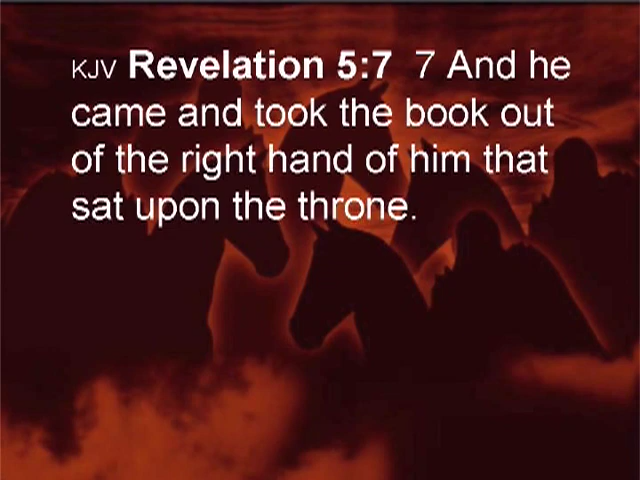 KJV Revelation 5:7 7 And he
came and took the book out
of the right hand of him that
sat upon the throne.